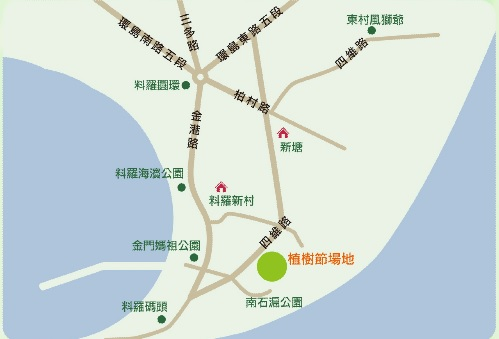 環島南路五段
三多路
環島東路五段
東村風獅爺
四維路
料羅圓環
柏村路
金港路
新塘
料羅海濱公園
料羅新村
四維路
金門媽祖公園
植樹節場地
南石滬公園
料羅碼頭